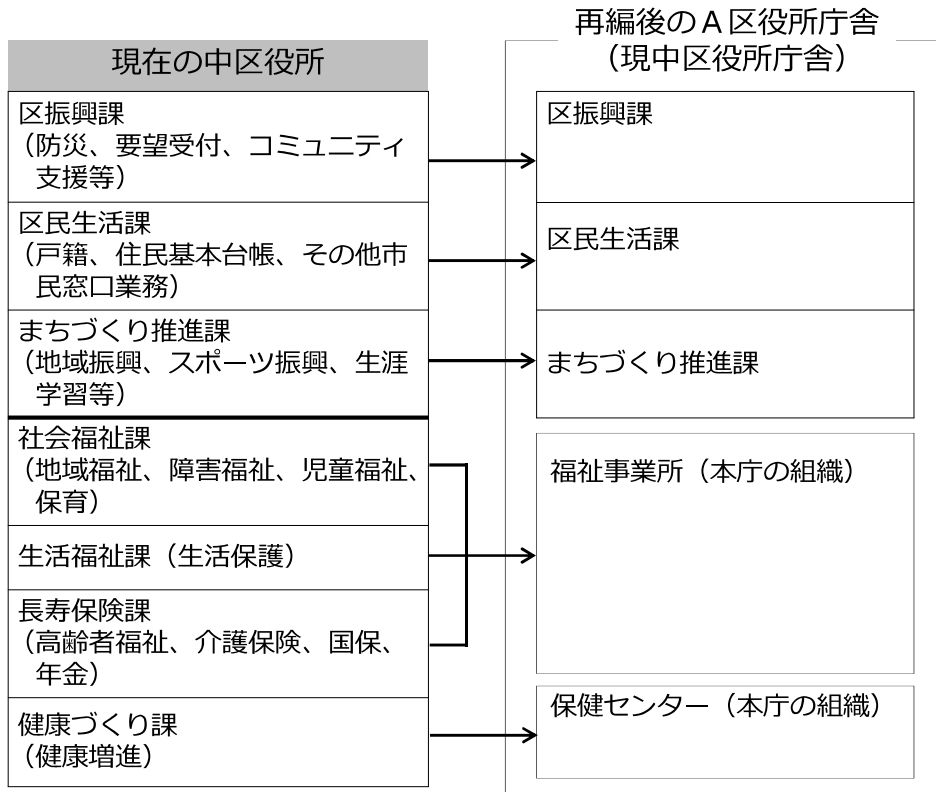 現在の中区役所
区振興課
（防災、要望受付、コミュニティ
支援等）
区民生活課
（戸籍、住民基本台帳、その他市
民窓口業務）
まちづくり推進課
（地域振興、スポーツ振興、生涯
学習等）
社会福祉課
（地域福祉、障害福祉、児童福祉、
保育）
生活福祉課（生活保護）
長寿保険課
（高齢者福祉、介護保険、国保、
年金）
健康づくり課
（健康増進）
再編後のＡ区役所庁舎
（現中区役所庁舎）
区振興課
区民生活課
まちづくり推進課
福祉事業所（本庁の組織）
保健センター（本庁の組織）